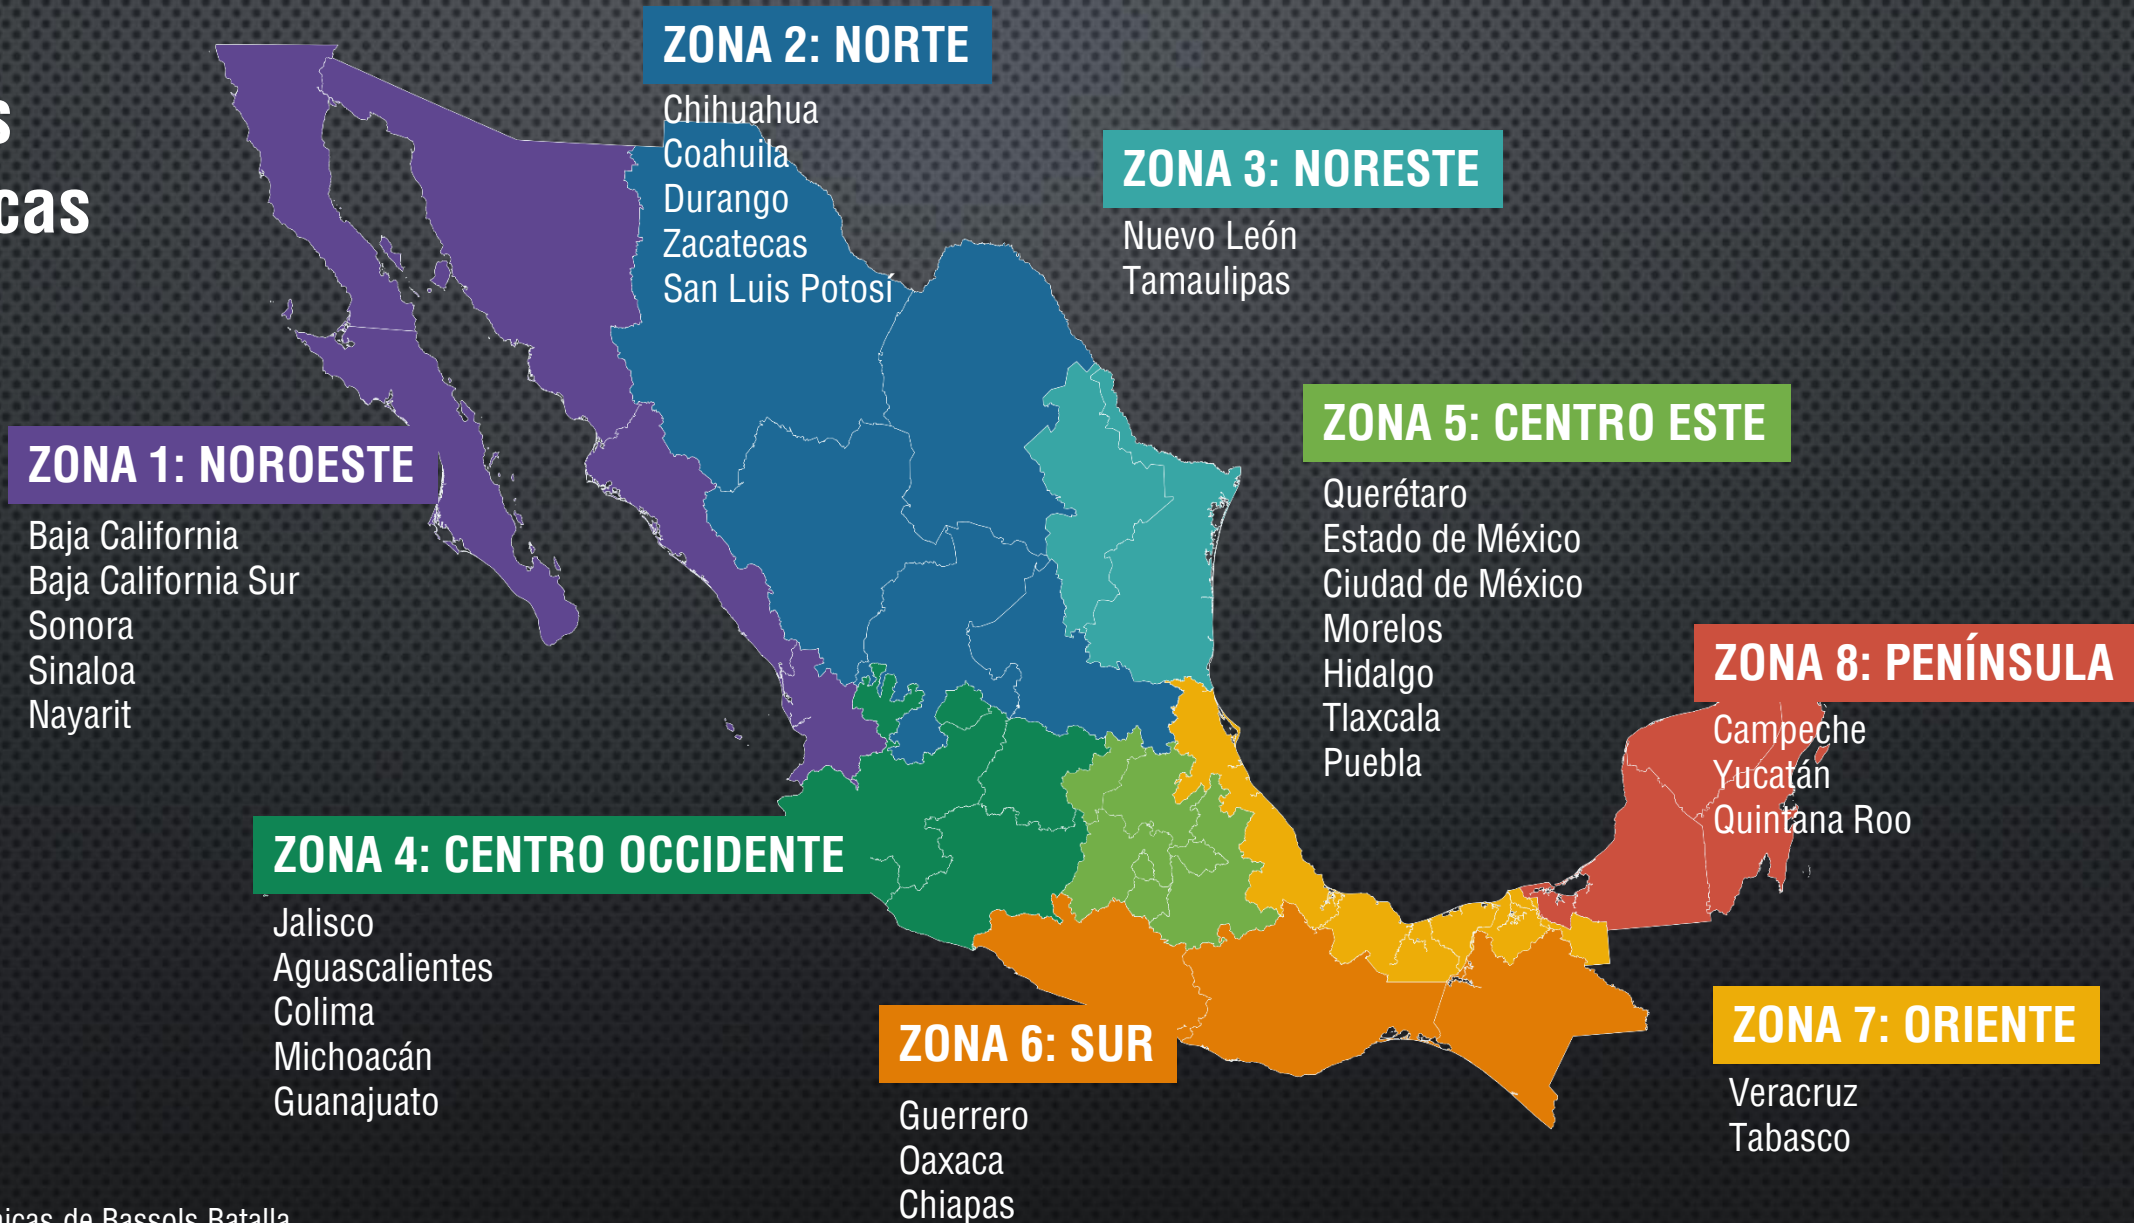 ZONA 2: NORTE
Chihuahua
Coahuila
Durango
Zacatecas
San Luis Potosí
ZONA 3: NORESTE
Nuevo León
Tamaulipas
ZONA 1: NOROESTE
Baja California
Baja California Sur
Sonora
Sinaloa
Nayarit
ZONA 5: CENTRO ESTE
Querétaro
Estado de México
Ciudad de México
Morelos
Hidalgo
Tlaxcala
Puebla
ZONA 8: PENÍNSULA
Campeche
Yucatán
Quintana Roo
ZONA 4: CENTRO OCCIDENTE
Jalisco
Aguascalientes
Colima
Michoacán
Guanajuato
ZONA 6: SUR
Guerrero
Oaxaca
Chiapas
ZONA 7: ORIENTE
Veracruz
Tabasco
de Bassols Batalla